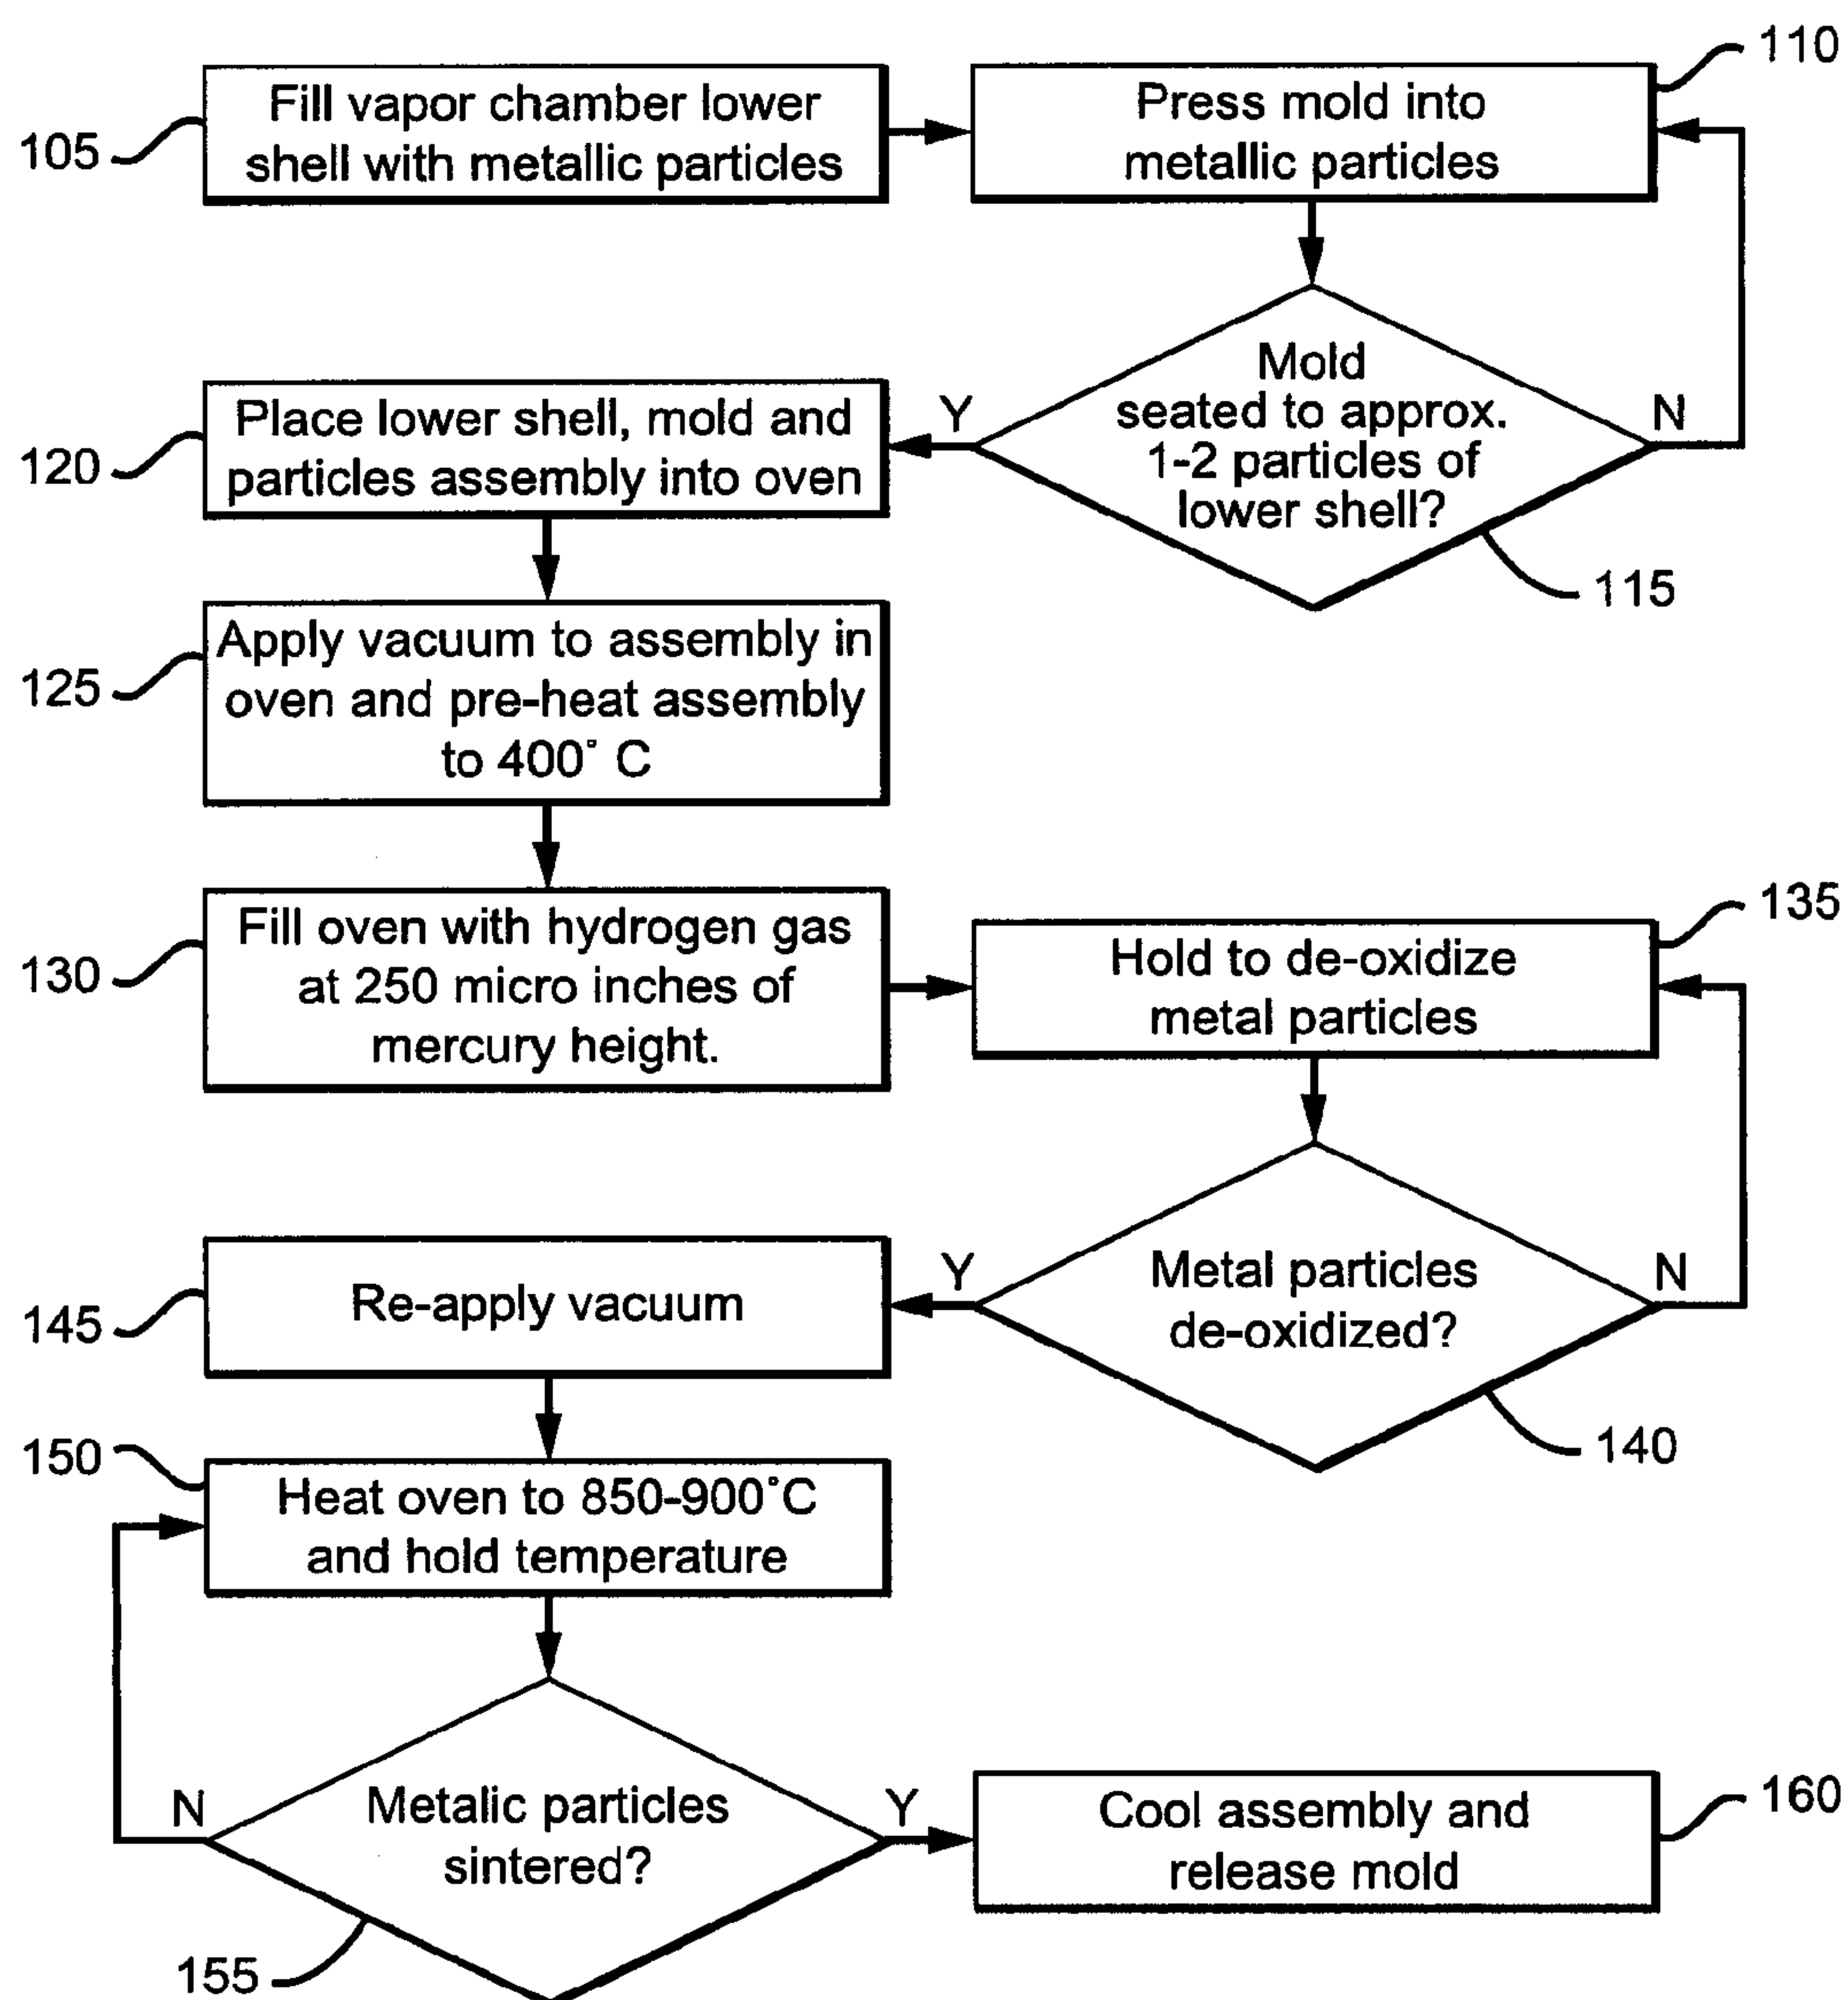 110
Fill vapor chamber lower
shell with metallic particles
105
Press mold into
metallic particles
Mold
seated to approx.
1-2 particles of
lower shell?
Y
N
115
Place lower shell, mold and
particles assembly into oven
120
Apply vacuum to assembly in
oven and pre-heat assembly
to 400° C
125
Fill oven with hydrogen gas
at 250 micro inches of
mercury height.
130
135
Hold to de-oxidize
metal particles
Metal particles
de-oxidized?
Y
N
140
Re-apply vacuum
145
150
Heat oven to 850-900°C
and hold temperature
Metalic particles
sintered?
N
Y
155
Cool assembly and
release mold
160